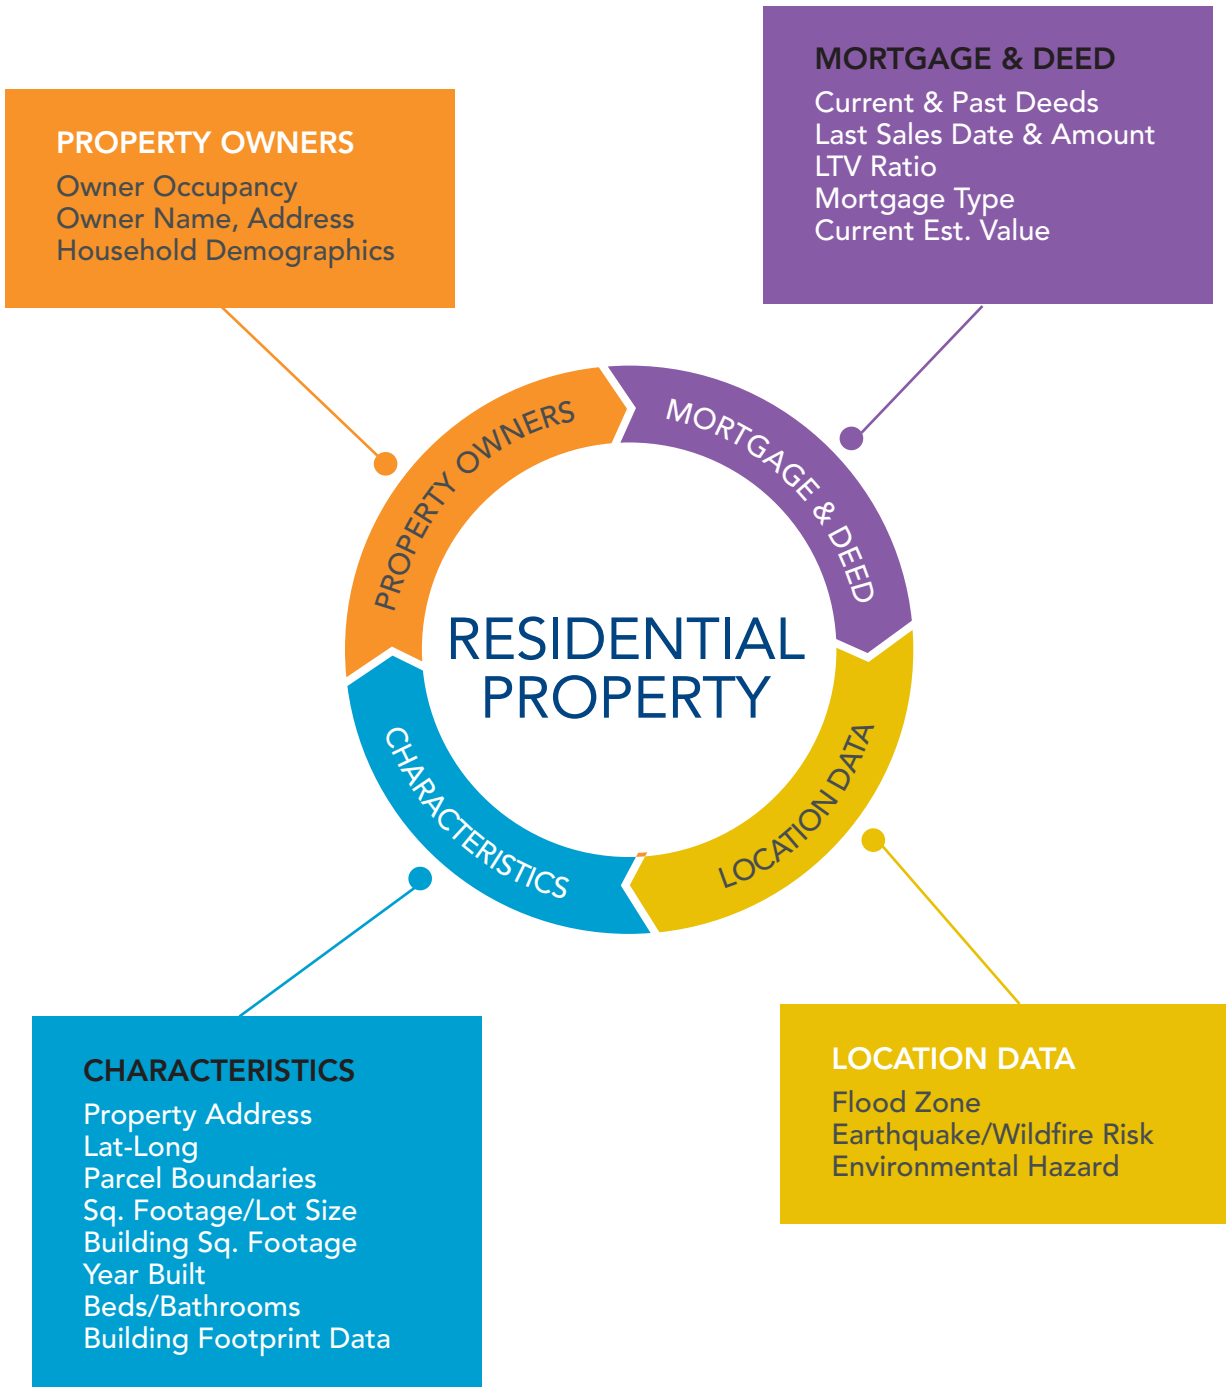 PROPERTY OWNERS
Owner Occupancy
Owner Name, Address
Household Demographics
MORTGAGE & DEED
Current & Past Deeds
Last Sales Date & Amount
LTV Ratio
Mortgage Type
Current Est. Value
PROPERTY OWNERS
MORTGAGE & DEED
RESIDENTIAL
PROPERTY
CHARACTERISTICS
LOCATION DATA
CHARACTERISTICS
Property Address
Lat-Long
Parcel Boundaries
Sq. Footage/Lot Size
Building Sq. Footage
Year Built
Beds/Bathrooms
Building Footprint Data
LOCATION DATA
Flood Zone
Earthquake/Wildfire Risk
Environmental Hazard